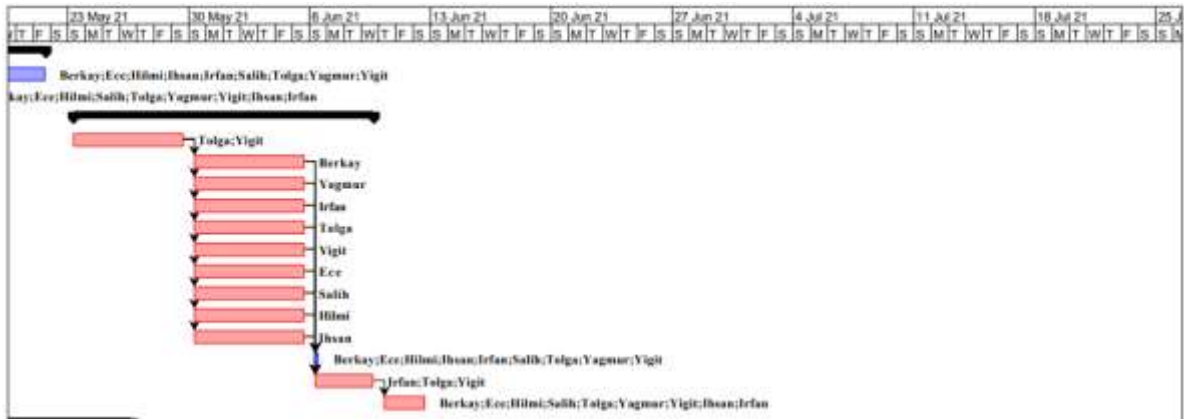 23 May 21 30 May 21 6 Jun 21 13 Jun 21 20 Jun 21 27 Jun 21 4 Jul 21 11 Jul 21 18 Jul 21 25 J
T F S S M T W T F S S M T W T F S S M T W T F S S M T W T F S S M T W T F S S M T W T F S S M T W T F S S M T W T F S S M T W T F S S
Berkay;Ece;Hilmi;Ihsan;Irfan;Salih;Tolga;Yagmur;Yigit
kay;Ece;Hilmi;Salih;Tolga;Yagmur;Yigit;Ihsan;Irfan
Tolga;Yigit
Berkay
Yagmur
Irfan
Tolga
Yigit
Ece
Salih
Hilmi
Ihsan
Berkay;Ece;Hilmi;Ihsan;Irfan;Salih;Tolga;Yagmur;Yigit
Irfan;Tolga;Yigit
Berkay;Ece;Hilmi;Salih;Tolga;Yagmur;Yigit;Ihsan;Irfan